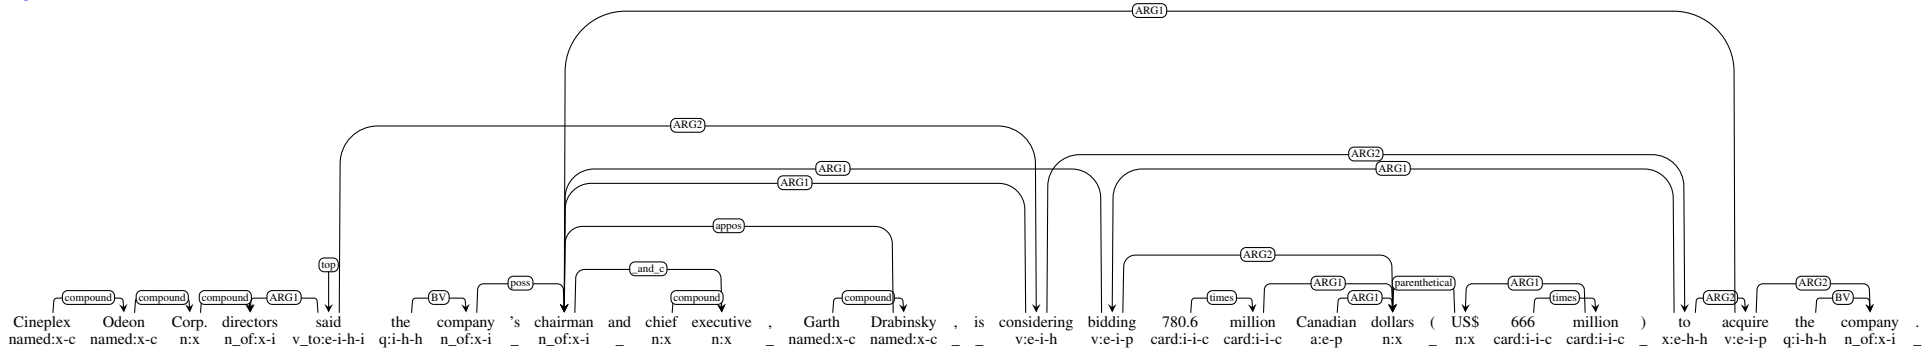 ARG1
ARG2
ARG2
ARG1 ARG1
ARG1
appos
ARG2
top _and_c
poss ARG1 parenthetical ARG1 ARG2
compound compound compound ARG1 BV compound compound times ARG1 times ARG2 BV
Cineplex Odeon Corp. directors said the company 's chairman and chief executive , Garth Drabinsky , is considering bidding 780.6 million Canadian dollars ( US$ 666 million ) to acquire the company .
named:x-c named:x-c n:x n_of:x-i v_to:e-i-h-i q:i-h-h n_of:x-i _ n_of:x-i _ n:x n:x _ named:x-c named:x-c _ _ v:e-i-h v:e-i-p card:i-i-c card:i-i-c a:e-p n:x _ n:x card:i-i-c card:i-i-c _ x:e-h-h v:e-i-p q:i-h-h n_of:x-i _